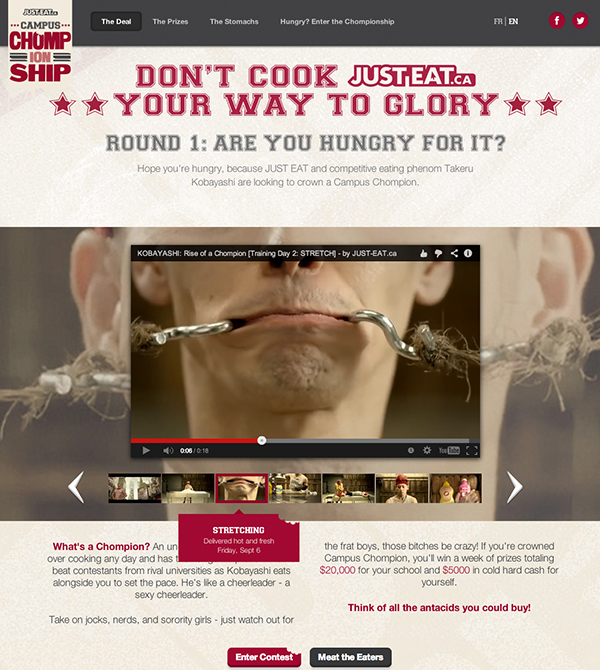 JUST-EAT.ca
CAMPUS
CHOMP
ION
SHIP
The Deal
The Prizes
The Stomachs
Hungry? Enter the Chompionship
FR | EN
DON'T COOK JUST-EAT.CA
YOUR WAY TO GLORY
ROUND 1: ARE YOU HUNGRY FOR IT?
Hope you're hungry, because JUST EAT and competitive eating phenom Takeru
Kobayashi are looking to crown a Campus Chompion.
KOBAYASHI: Rise of a Chompion [Training Day 2: STRETCH] - by JUST-EAT.ca
0:06 / 0:18
YouTube
STRETCHING
Delivered hot and fresh
Friday, Sept 6
What's a Chompion? An
over cooking any day and has
beat contestants from rival universities as Kobayashi eats
alongside you to set the pace. He's like a cheerleader - a
sexy cheerleader.
Take on jocks, nerds, and sorority girls - just watch out for
the frat boys, those bitches be crazy! If you're crowned
Campus Chompion, you'll win a week of prizes totaling
$20,000 for your school and $5000 in cold hard cash for
yourself.
Think of all the antacids you could buy!
Enter Contest
Meat the Eaters